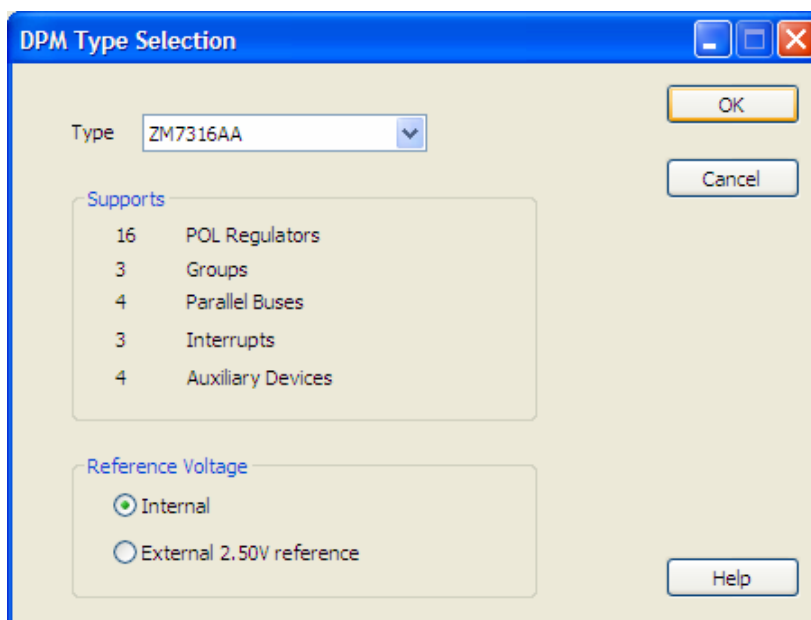 DPM Type Selection
OK
Type ZM7316AA
Cancel
Supports
16 POL Regulators
3 Groups
4 Parallel Buses
3 Interrupts
4 Auxiliary Devices
Reference Voltage
Internal
External 2.50V reference
Help